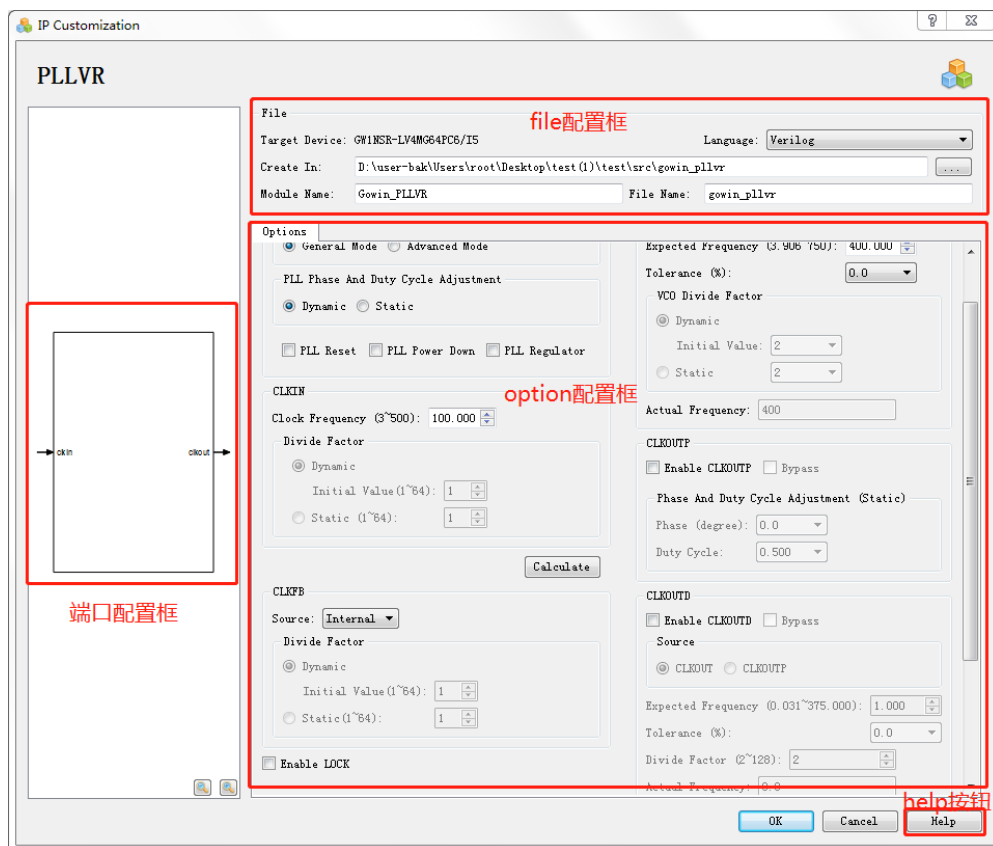 IP Customization
PLLVR
File
file配置框
Target Device: GW1NSR-LV4MG64PC6/I5
Language: Verilog
Create In: D:\user-bak\Users\root\Desktop\test(1)\test\src\gowin_pllvr ...
Module Name: Gowin_PLLVR
File Name: gowin_pllvr
Options
General Mode
Advanced Mode
PLL Phase And Duty Cycle Adjustment
Dynamic
Static
PLL Reset
PLL Power Down
PLL Regulator
CLKIN
option配置框
Clock Frequency (3~500): 100.000
Divide Factor
Dynamic
Initial Value(1~64): 1
Static (1~64): 1
Calculate
CLKFB
Source: Internal
Divide Factor
Dynamic
Initial Value(1~64): 1
Static(1~64): 1
Enable LOCK
Expected Frequency (3.906~750): 400.000
Tolerance (%): 0.0
VCO Divide Factor
Dynamic
Initial Value: 2
Static 2
Actual Frequency: 400
CLKOUTP
Enable CLKOUTP
Bypass
Phase And Duty Cycle Adjustment (Static)
Phase (degree): 0.0
Duty Cycle: 0.500
CLKOUTD
Enable CLKOUTD
Bypass
Source
CLKOUT
CLKOUTP
Expected Frequency (0.031~375.000): 1.000
Tolerance (%): 0.0
Divide Factor (2~128): 2
Actual Frequency: 0.0
clkin
clkout
端口配置框
help按钮
OK
Cancel
Help